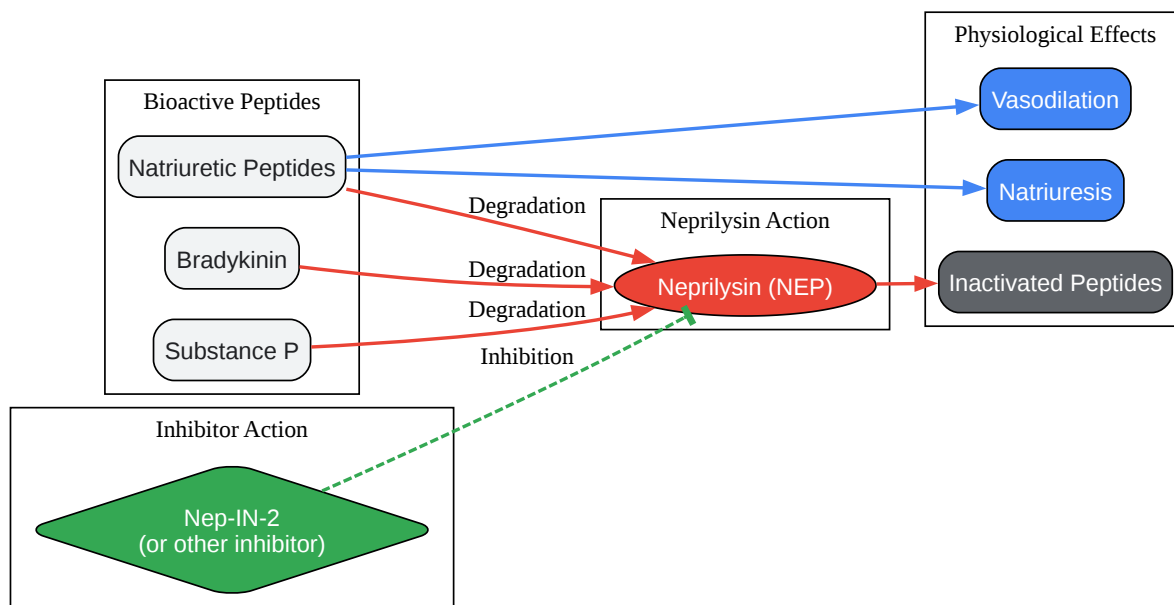 Physiological Effects
Bioactive Peptides
Vasodilation
Natriuretic Peptides
Natriuresis
Degradation
Neprilysin Action
Bradykinin
Degradation
Neprilysin (NEP)
Inactivated Peptides
Degradation
Substance P
Inhibition
Inhibitor Action
Nep-IN-2
(or other inhibitor)